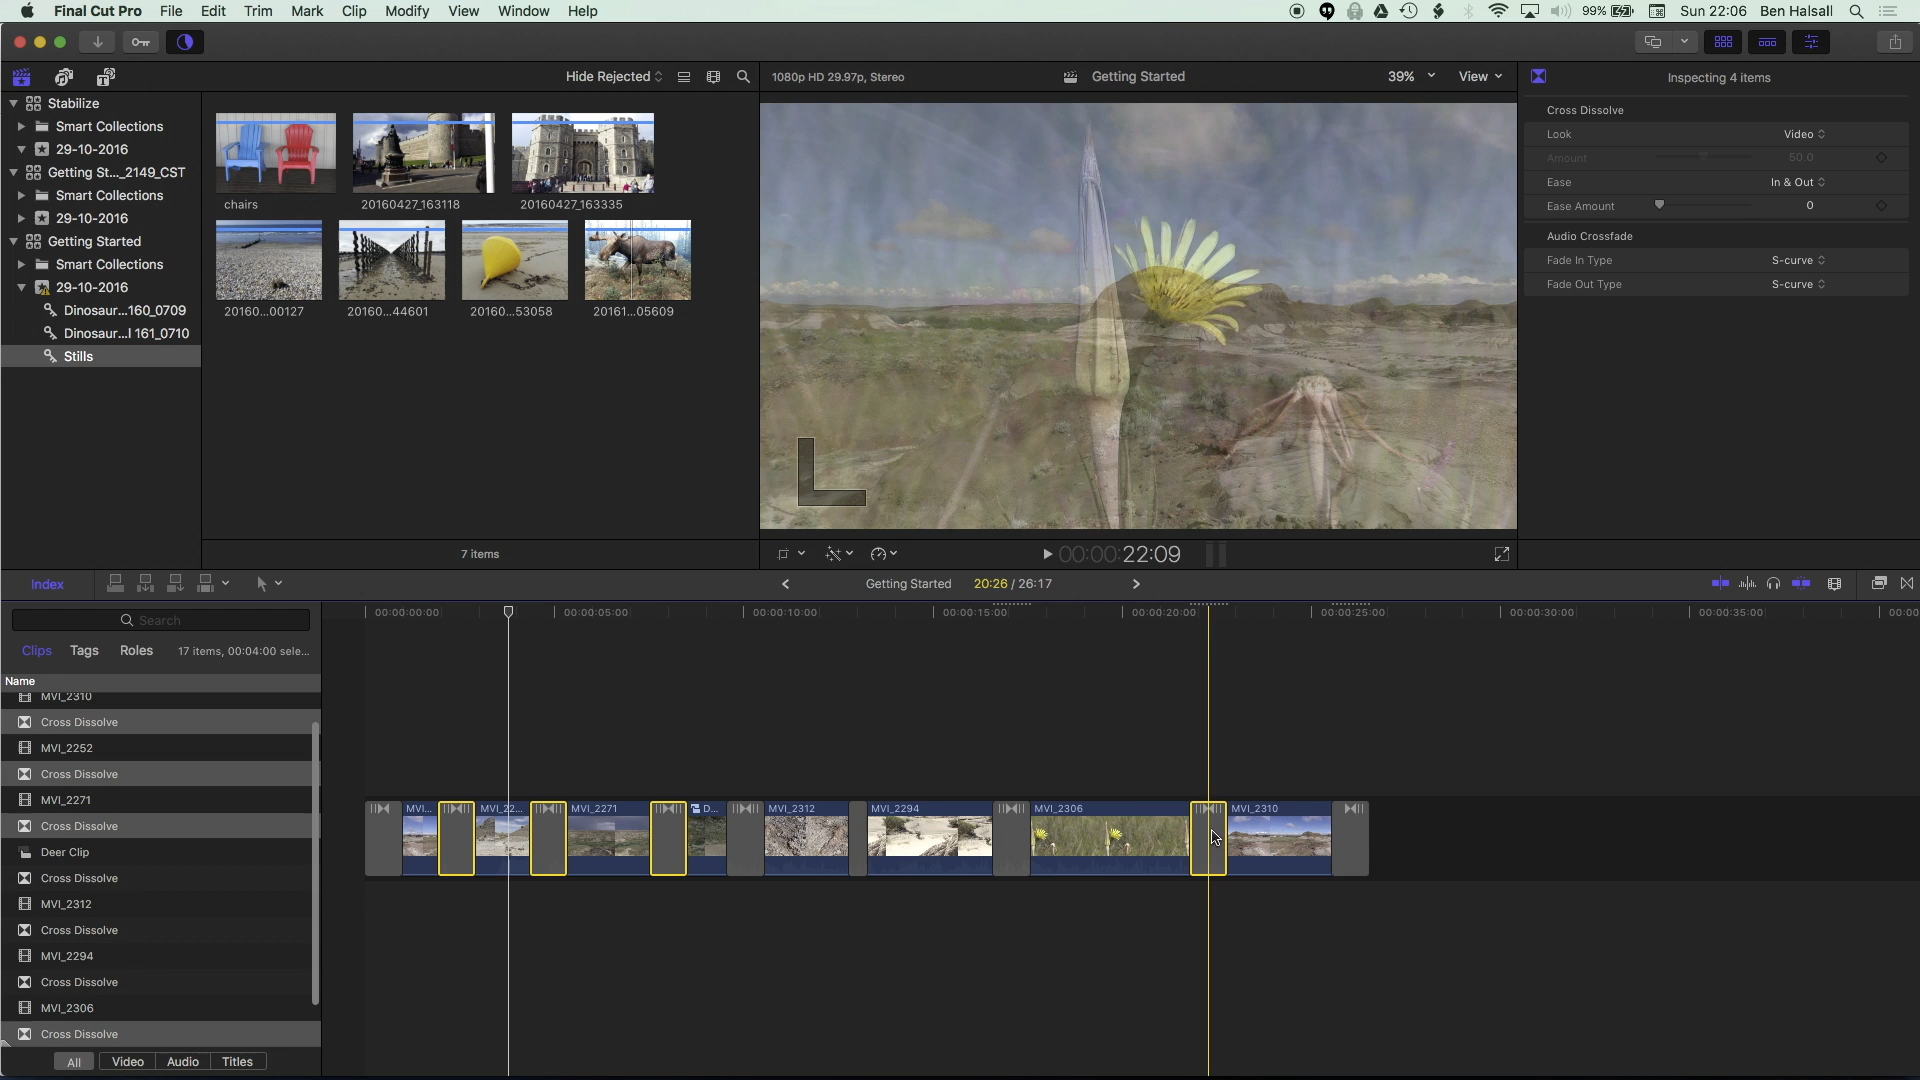 Final Cut Pro File Edit Trim Mark Clip Modify View Window Help 99% Sun 22:06 Ben Halsall
Hide Rejected 1080p HD 29.97p, Stereo Getting Started 39% View Inspecting 4 items
Stabilize
Smart Collections
29-10-2016
Getting St..._2149_CST
Smart Collections
29-10-2016
Getting Started
Smart Collections
29-10-2016
Dinosaur...160_0709
Dinosaur...l 161_0710
Stills
chairs 20160427_163118 20160427_163335
20160...00127 20160...44601 20160...53058 20161...05609
7 items
L
Cross Dissolve
Look Video
Amount 50.0
Ease In & Out
Ease Amount 0
Audio Crossfade
Fade In Type S-curve
Fade Out Type S-curve
00:00:22:09
Index Getting Started 20:26 / 26:17
Search
Clips Tags Roles 17 items, 00:04:00 sele...
Name
MVI_2310
Cross Dissolve
MVI_2252
Cross Dissolve
MVI_2271
Cross Dissolve
Deer Clip
Cross Dissolve
MVI_2312
Cross Dissolve
MVI_2294
Cross Dissolve
MVI_2306
Cross Dissolve
All Video Audio Titles
00:00:00:00 00:00:05:00 00:00:10:00 00:00:15:00 00:00:20:00 00:00:25:00 00:00:30:00 00:00:35:00 00:00
MVI... MVI_22... MVI_2271 D... MVI_2312 MVI_2294 MVI_2306 MVI_2310